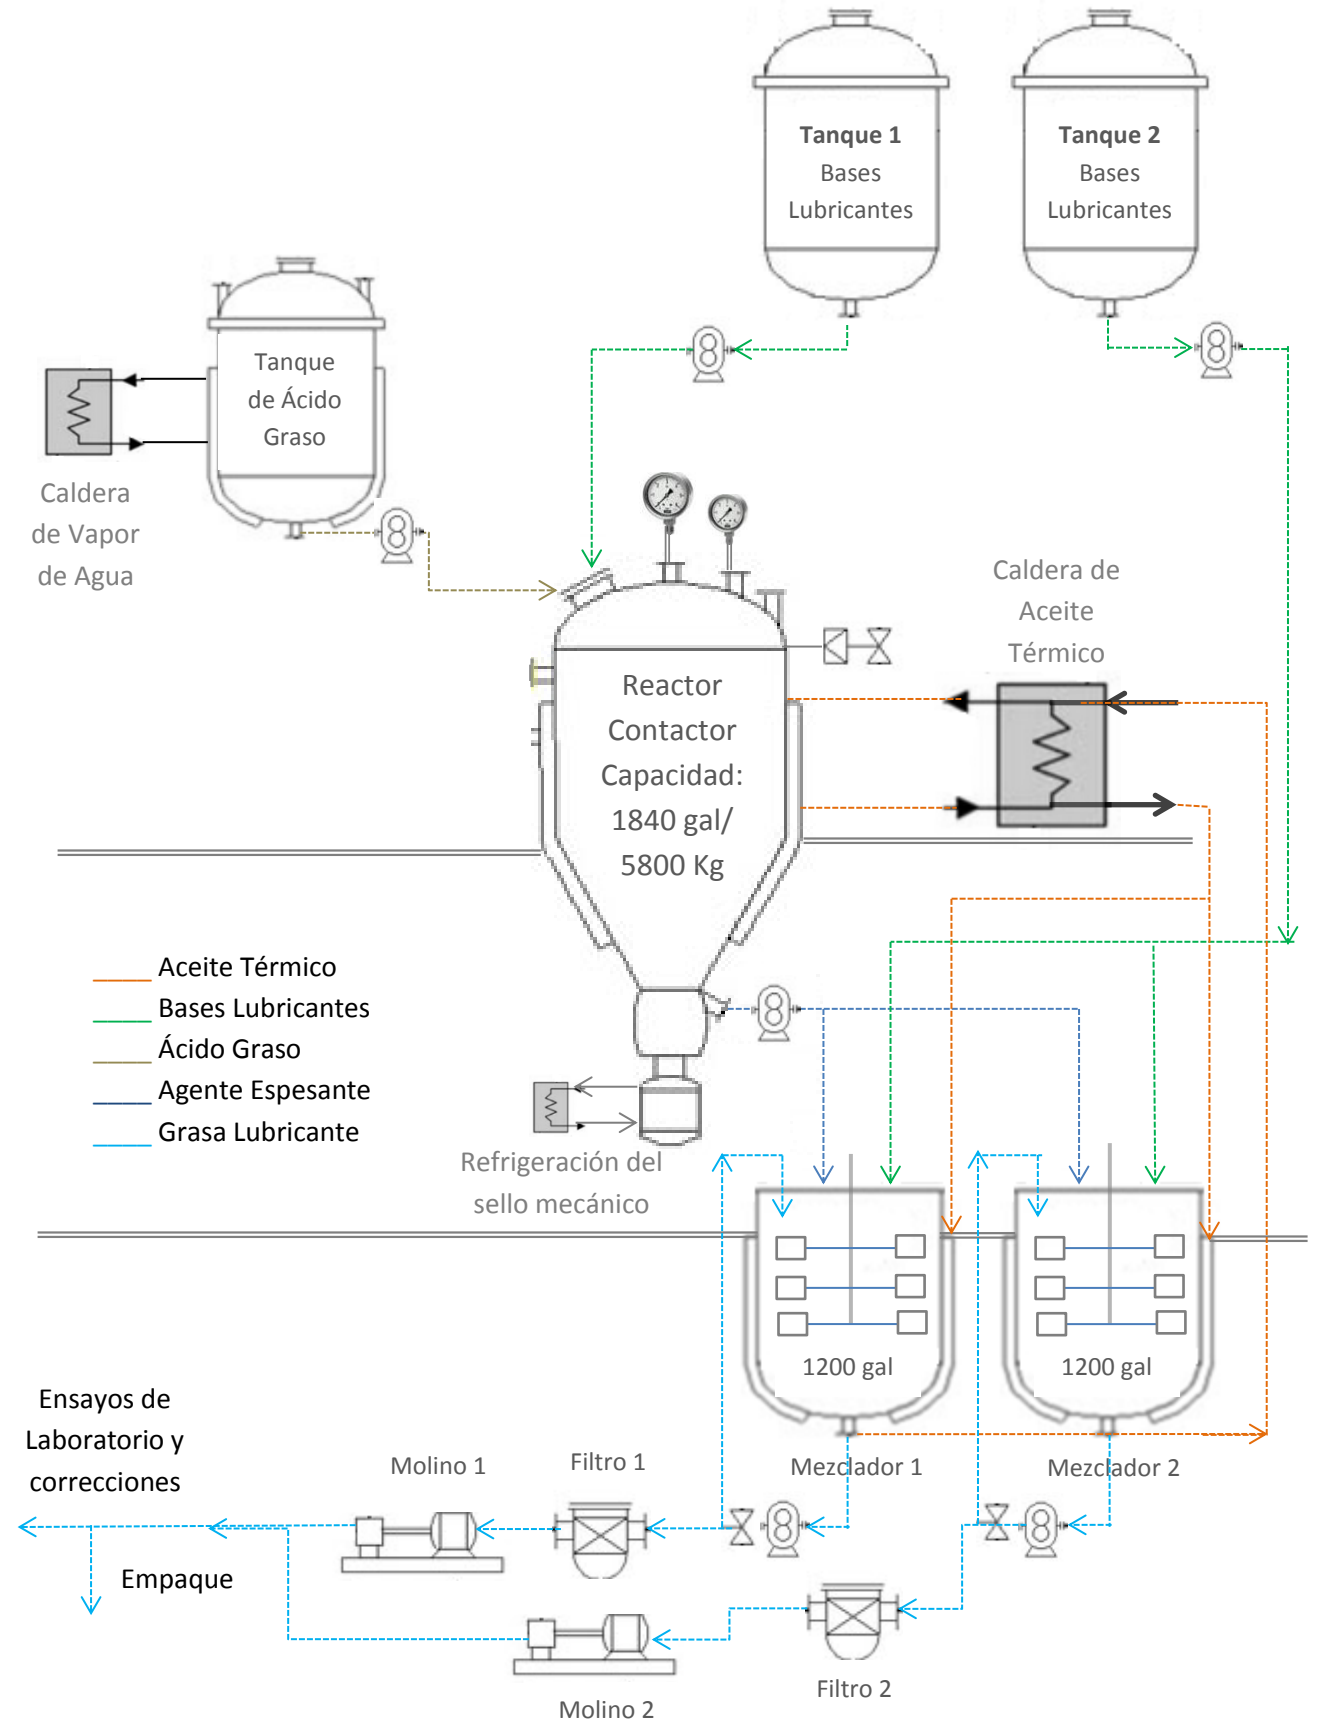 Tanque 1
Bases
Lubricantes
Tanque 2
Bases
Lubricantes
Tanque
de Ácido
Graso
Caldera
de Vapor
de Agua
Caldera de
Aceite
Térmico
Reactor
Contactor
Capacidad:
1840 gal/
5800 Kg
Aceite Térmico
Bases Lubricantes
Ácido Graso
Agente Espesante
Grasa Lubricante
Refrigeración del
sello mecánico
1200 gal
1200 gal
Ensayos de
Laboratorio y
correcciones
Molino 1
Filtro 1
Mezclador 1
Mezclador 2
Empaque
Filtro 2
Molino 2